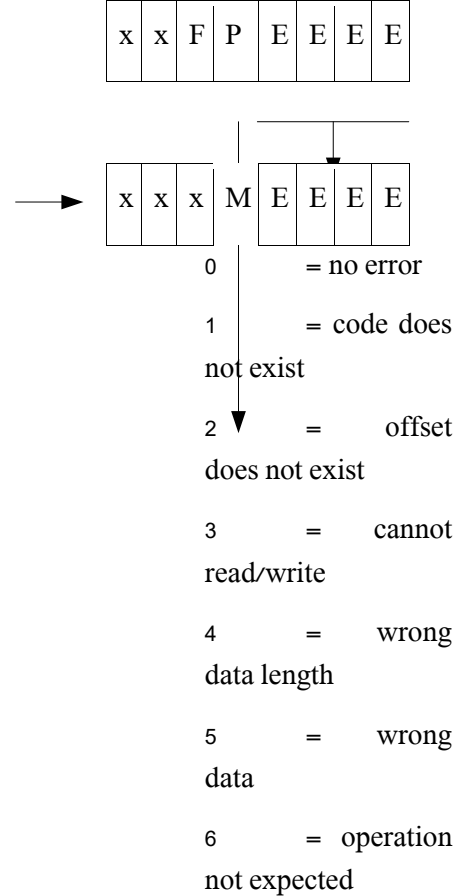 x x F P E E E E
x x x M E E E E
0 = no error
1 = code does
not exist
2 = offset
does not exist
3 = cannot
read/write
4 = wrong
data length
5 = wrong
data
6 = operation
not expected